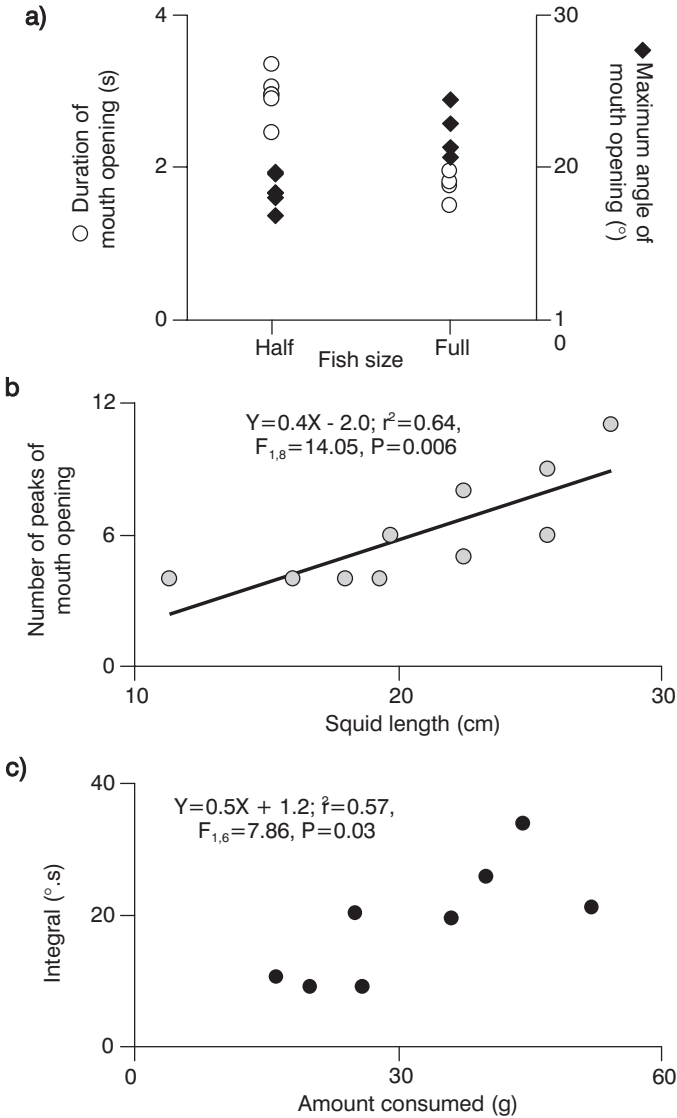 a)
4
2
0
Duration of
mouth opening (s)
30
20
1
0
Maximum angle of
mouth opening (°)
Half
Full
Fish size
b
12
6
0
Number of peaks of
mouth opening
Y=0.4X - 2.0; r²=0.64,
F1,8=14.05, P=0.006
10
20
30
Squid length (cm)
c)
40
20
0
Integral (°.s)
Y=0.5X + 1.2; r²=0.57,
F1,6=7.86, P=0.03
0
30
60
Amount consumed (g)